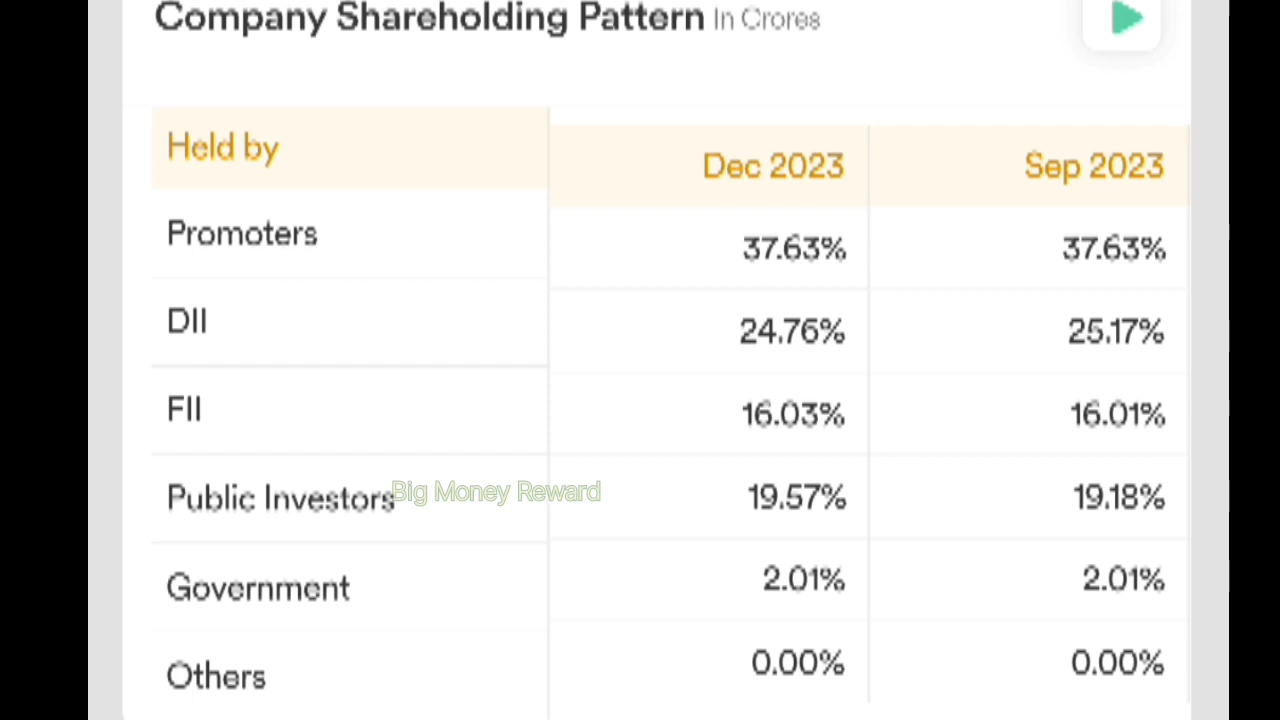 Company Shareholding Pattern In Crores
Held by Dec 2023 Sep 2023
Promoters 37.63% 37.63%
DII 24.76% 25.17%
FII 16.03% 16.01%
Public Investors 19.57% 19.18%
Big Money Reward
Government 2.01% 2.01%
Others 0.00% 0.00%